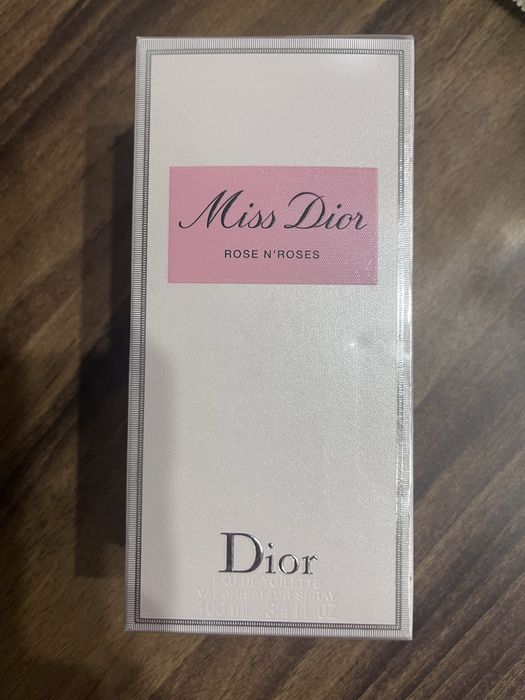 Miss Dior
ROSE N'ROSES
Dior
EAU DE TOILETTE
VAPORISATEUR SPRAY
100 ml - 3.4 FL OZ